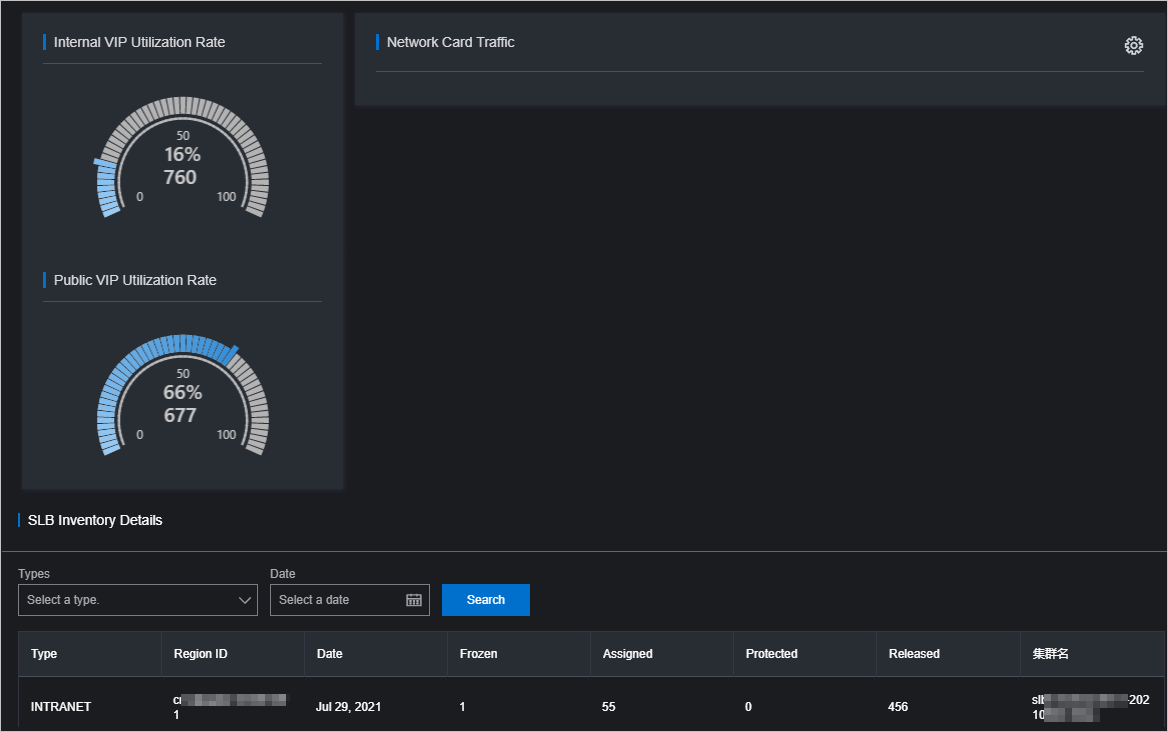 Internal VIP Utilization Rate
50
16%
760
0 100
Network Card Traffic
Public VIP Utilization Rate
50
66%
677
0 100
SLB Inventory Details
Types Date
Select a type. Select a date Search
Type Region ID Date Frozen Assigned Protected Released 集群名
INTRANET Jul 29, 2021 1 55 0 456 slb -202
1 10